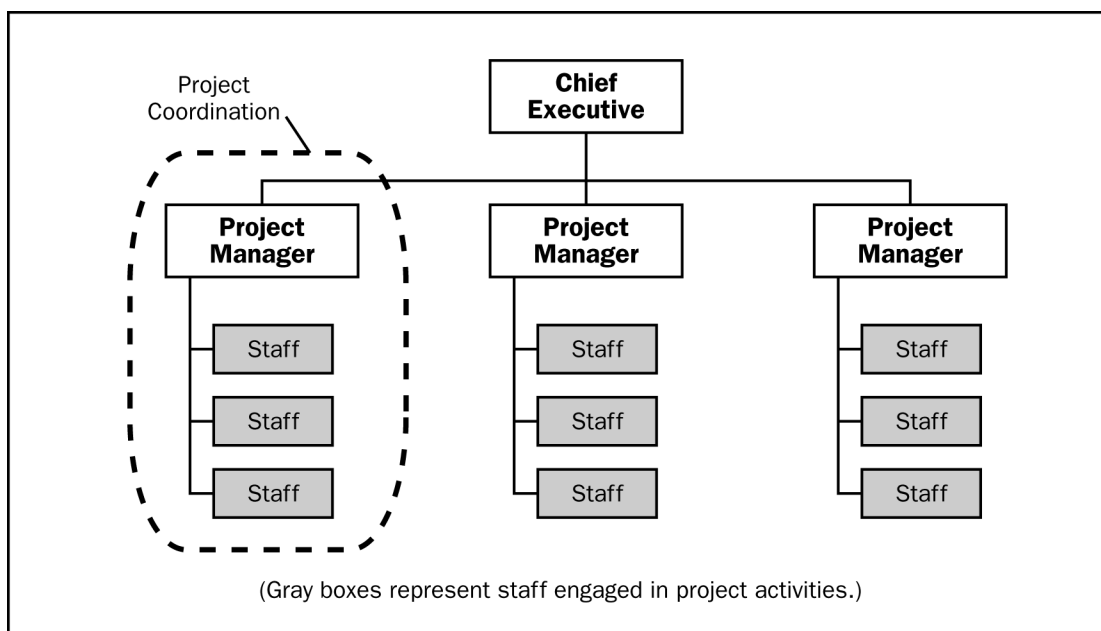 Project
Coordination
Chief
Executive
Project
Manager
Project
Manager
Project
Manager
Staff
Staff
Staff
Staff
Staff
Staff
Staff
Staff
Staff
(Gray boxes represent staff engaged in project activities.)